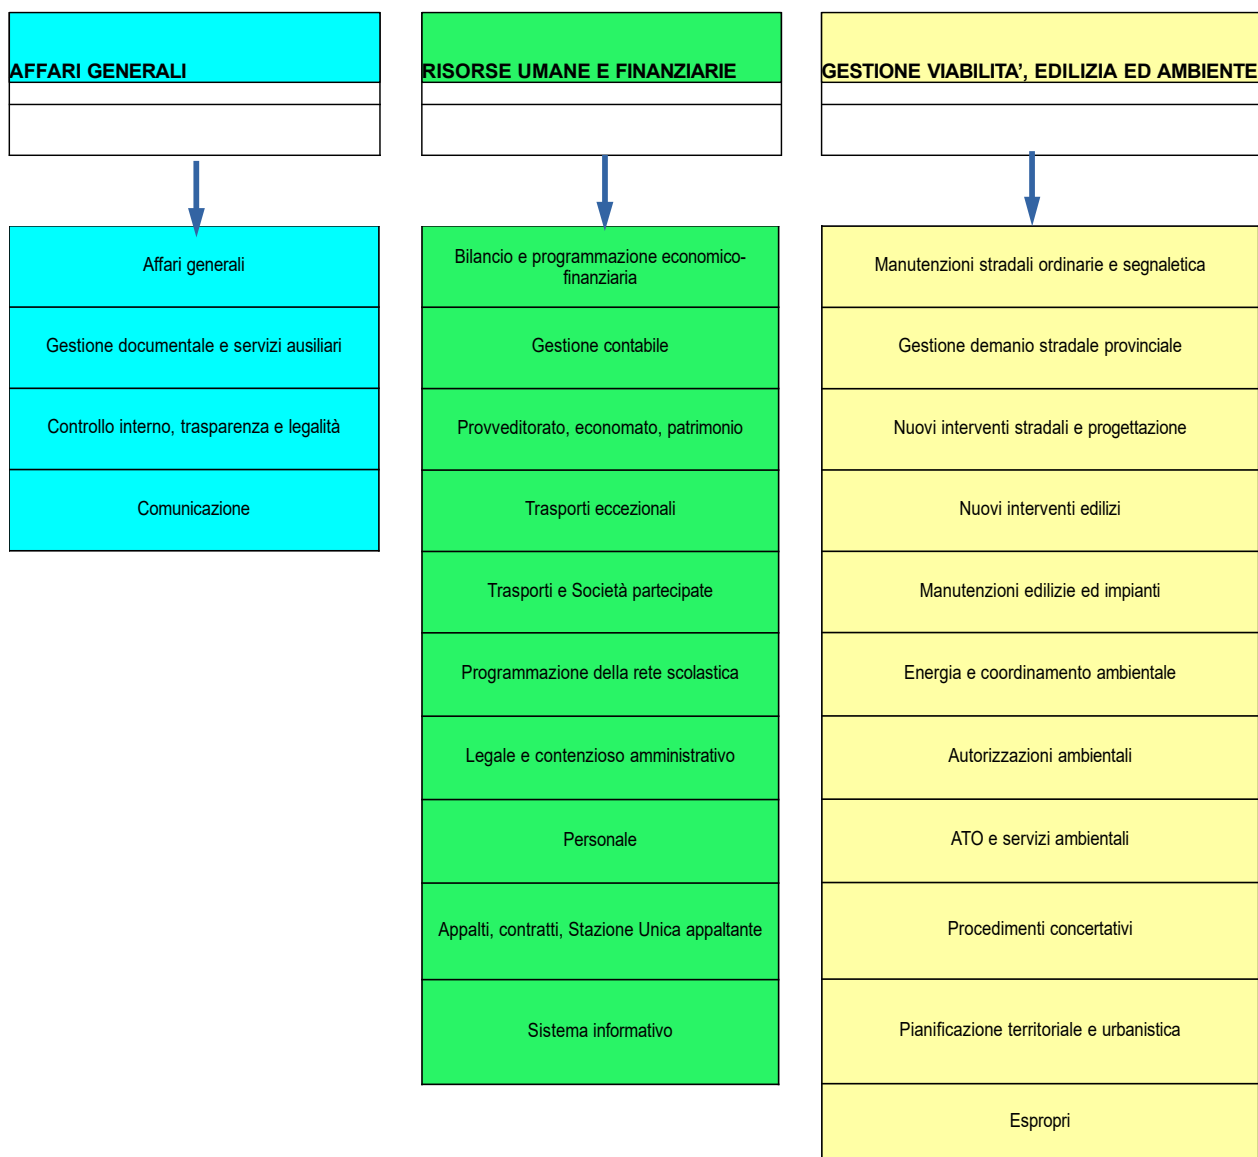 AFFARI GENERALI
Affari generali
Gestione documentale e servizi ausiliari
Controllo interno, trasparenza e legalità
Comunicazione
RISORSE UMANE E FINANZIARIE
Bilancio e programmazione economico-
finanziaria
Gestione contabile
Provveditorato, economato, patrimonio
Trasporti eccezionali
Trasporti e Società partecipate
Programmazione della rete scolastica
Legale e contenzioso amministrativo
Personale
Appalti, contratti, Stazione Unica appaltante
Sistema informativo
GESTIONE VIABILITA’, EDILIZIA ED AMBIENTE
Manutenzioni stradali ordinarie e segnaletica
Gestione demanio stradale provinciale
Nuovi interventi stradali e progettazione
Nuovi interventi edilizi
Manutenzioni edilizie ed impianti
Energia e coordinamento ambientale
Autorizzazioni ambientali
ATO e servizi ambientali
Procedimenti concertativi
Pianificazione territoriale e urbanistica
Espropri